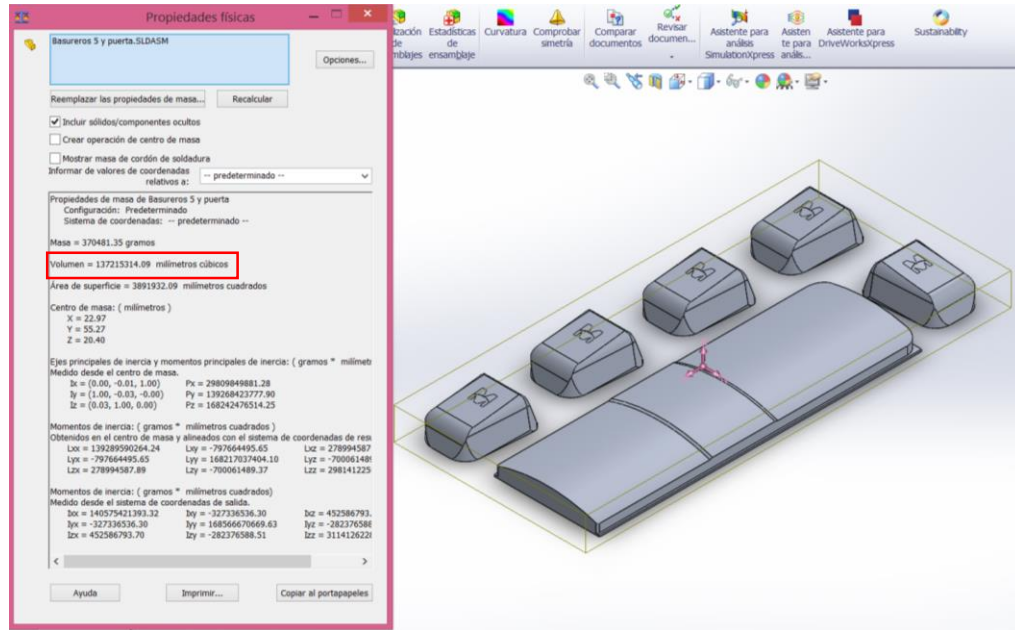 Propiedades físicas
Basureros 5 y puerta.SLDASM
Opciones...
Reemplazar las propiedades de masa...
Recalcular
Incluir sólidos/componentes ocultos
Crear operación de centro de masa
Mostrar masa de cordón de soldadura
Informar de valores de coordenadas
relativos a:
-- predeterminado --
Propiedades de masa de Basureros 5 y puerta
Configuración: Predeterminado
Sistema de coordenadas: -- predeterminado --
Masa = 370481.35 gramos
Volumen = 137215314.09 milímetros cúbicos
Área de superficie = 3891932.09 milímetros cuadrados
Centro de masa: ( milímetros )
X = 22.97
Y = 55.27
Z = 20.40
Ejes principales de inercia y momentos principales de inercia: ( gramos * milímetr
Medido desde el centro de masa.
Ix = (0.00, -0.01, 1.00) Px = 29809849881.28
Iy = (1.00, -0.03, -0.00) Py = 139268423777.90
Iz = (0.03, 1.00, 0.00) Pz = 168242476514.25
Momentos de inercia: ( gramos * milímetros cuadrados )
Obtenidos en el centro de masa y alineados con el sistema de coordenadas de resu
Lxx = 139289590264.24 Lxy = -797664495.65 Lxz = 278994587
Lyx = -797664495.65 Lyy = 168217037404.10 Lyz = -70006148
Lzx = 278994587.89 Lzy = -700061489.37 Lzz = 298141225
Momentos de inercia: ( gramos * milímetros cuadrados)
Medido desde el sistema de coordenadas de salida.
Ixx = 140575421393.32 Ixy = -327336536.30 Ixz = 452586793.
Iyx = -327336536.30 Iyy = 168566670669.63 Iyz = -282376588
Izx = 452586793.70 Izy = -282376588.51 Izz = 311412622
Ayuda
Imprimir...
Copiar al portapapeles
ización de mblajes
Estadísticas de ensamblaje
Curvatura
Comprobar simetría
Comparar documentos
Revisar documen...
Asistente para análisis SimulationXpress
Asisten te para anális...
Asistente para DriveWorksXpress
Sustainability